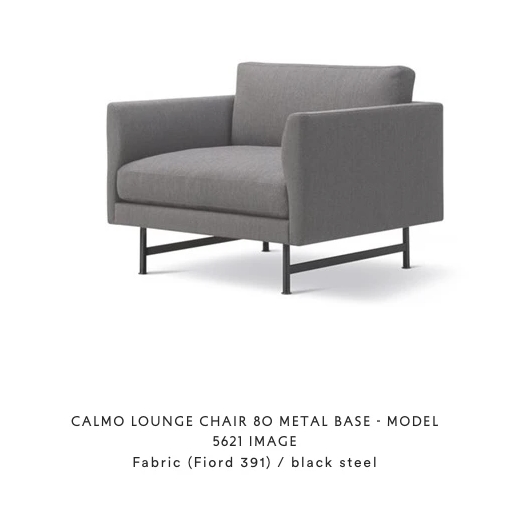 CALMO LOUNGE CHAIR 80 METAL BASE - MODEL
5621 IMAGE
Fabric (Fiord 391) / black steel